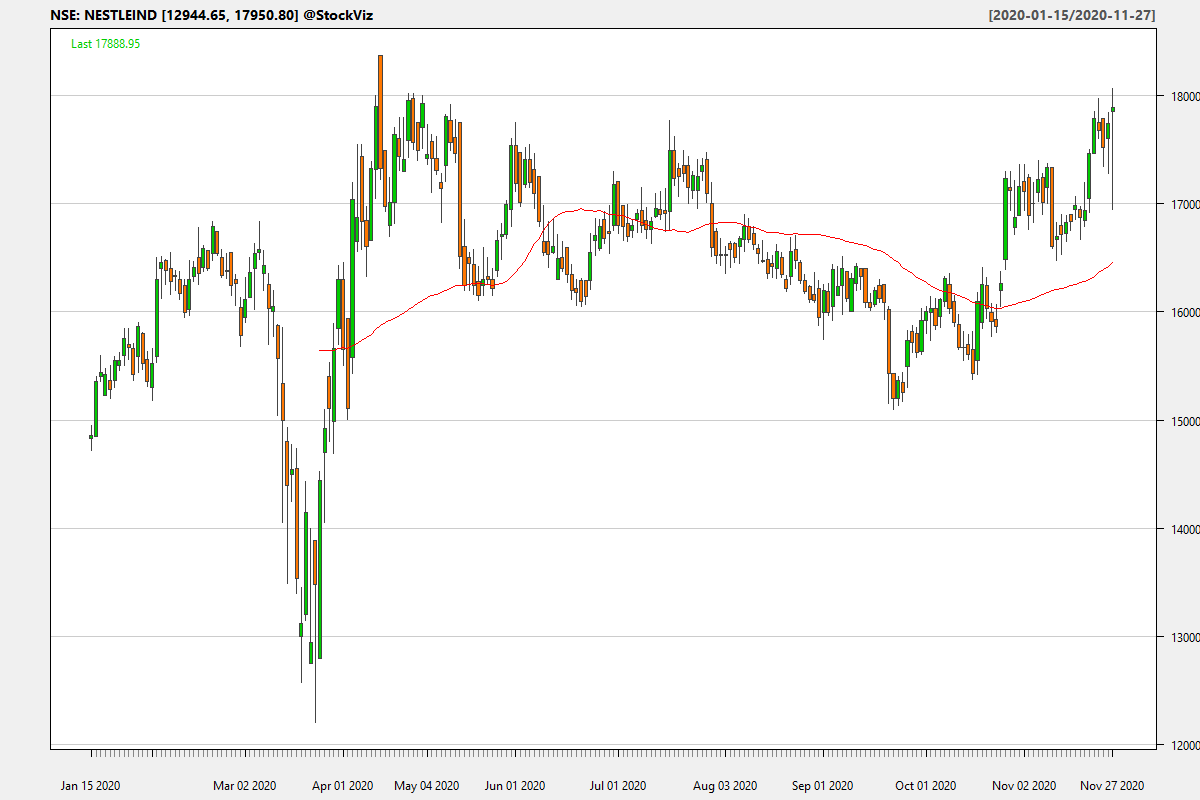 NSE: NESTLEIND [12944.65, 17950.80] @StockViz [2020-01-15/2020-11-27]
Last 17888.95
18000
17000
16000
15000
14000
13000
12000
Jan 15 2020 Mar 02 2020 Apr 01 2020 May 04 2020 Jun 01 2020 Jul 01 2020 Aug 03 2020 Sep 01 2020 Oct 01 2020 Nov 02 2020 Nov 27 2020